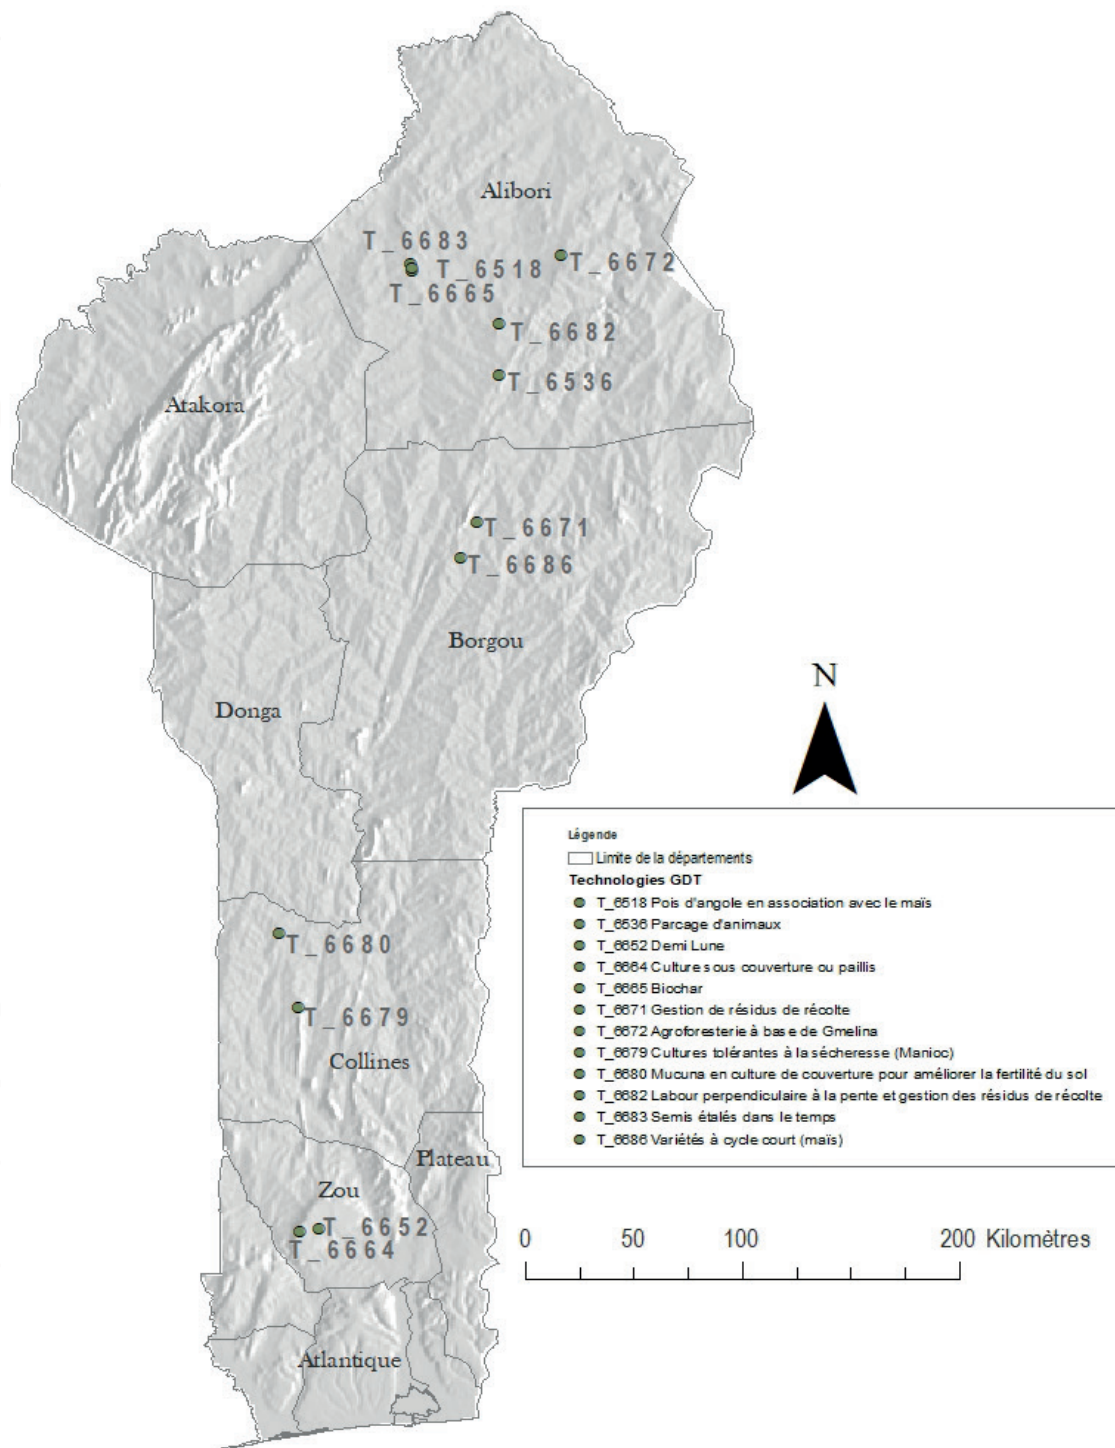 Alibori
T_6683
T_6518
T_6672
T_6665
T_6682
T_6536
Atakora
T_6671
T_6686
Borgou
Donga
N
Légende
Limite de la départements
Technologies GDT
T_6518 Pois d'angole en association avec le maïs
T_6536 Parcage d'animaux
T_6652 Demi Lune
T_6664 Culture sous couverture ou paillis
T_6665 Biochar
T_6671 Gestion de résidus de récolte
T_6672 Agroforesterie à base de Gmelina
T_6679 Cultures tolérantes à la sécheresse (Manioc)
T_6680 Mucuna en culture de couverture pour améliorer la fertilité du sol
T_6682 Labour perpendiculaire à la pente et gestion des résidus de récolte
T_6683 Semis étalés dans le temps
T_6686 Variétés à cycle court (maïs)
T_6680
T_6679
Collines
Plateau
Zou
T_6652
T_6664
0 50 100 200 Kilomètres
Atlantique